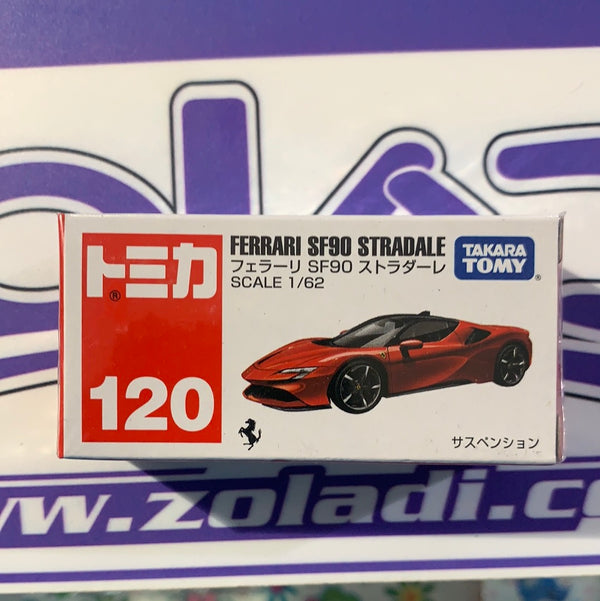 トミカ
®
120
FERRARI SF90 STRADALE
フェラーリ SF90 ストラダーレ
SCALE 1/62
TAKARA
TOMY
®
サスペンション
www.zoladi.co